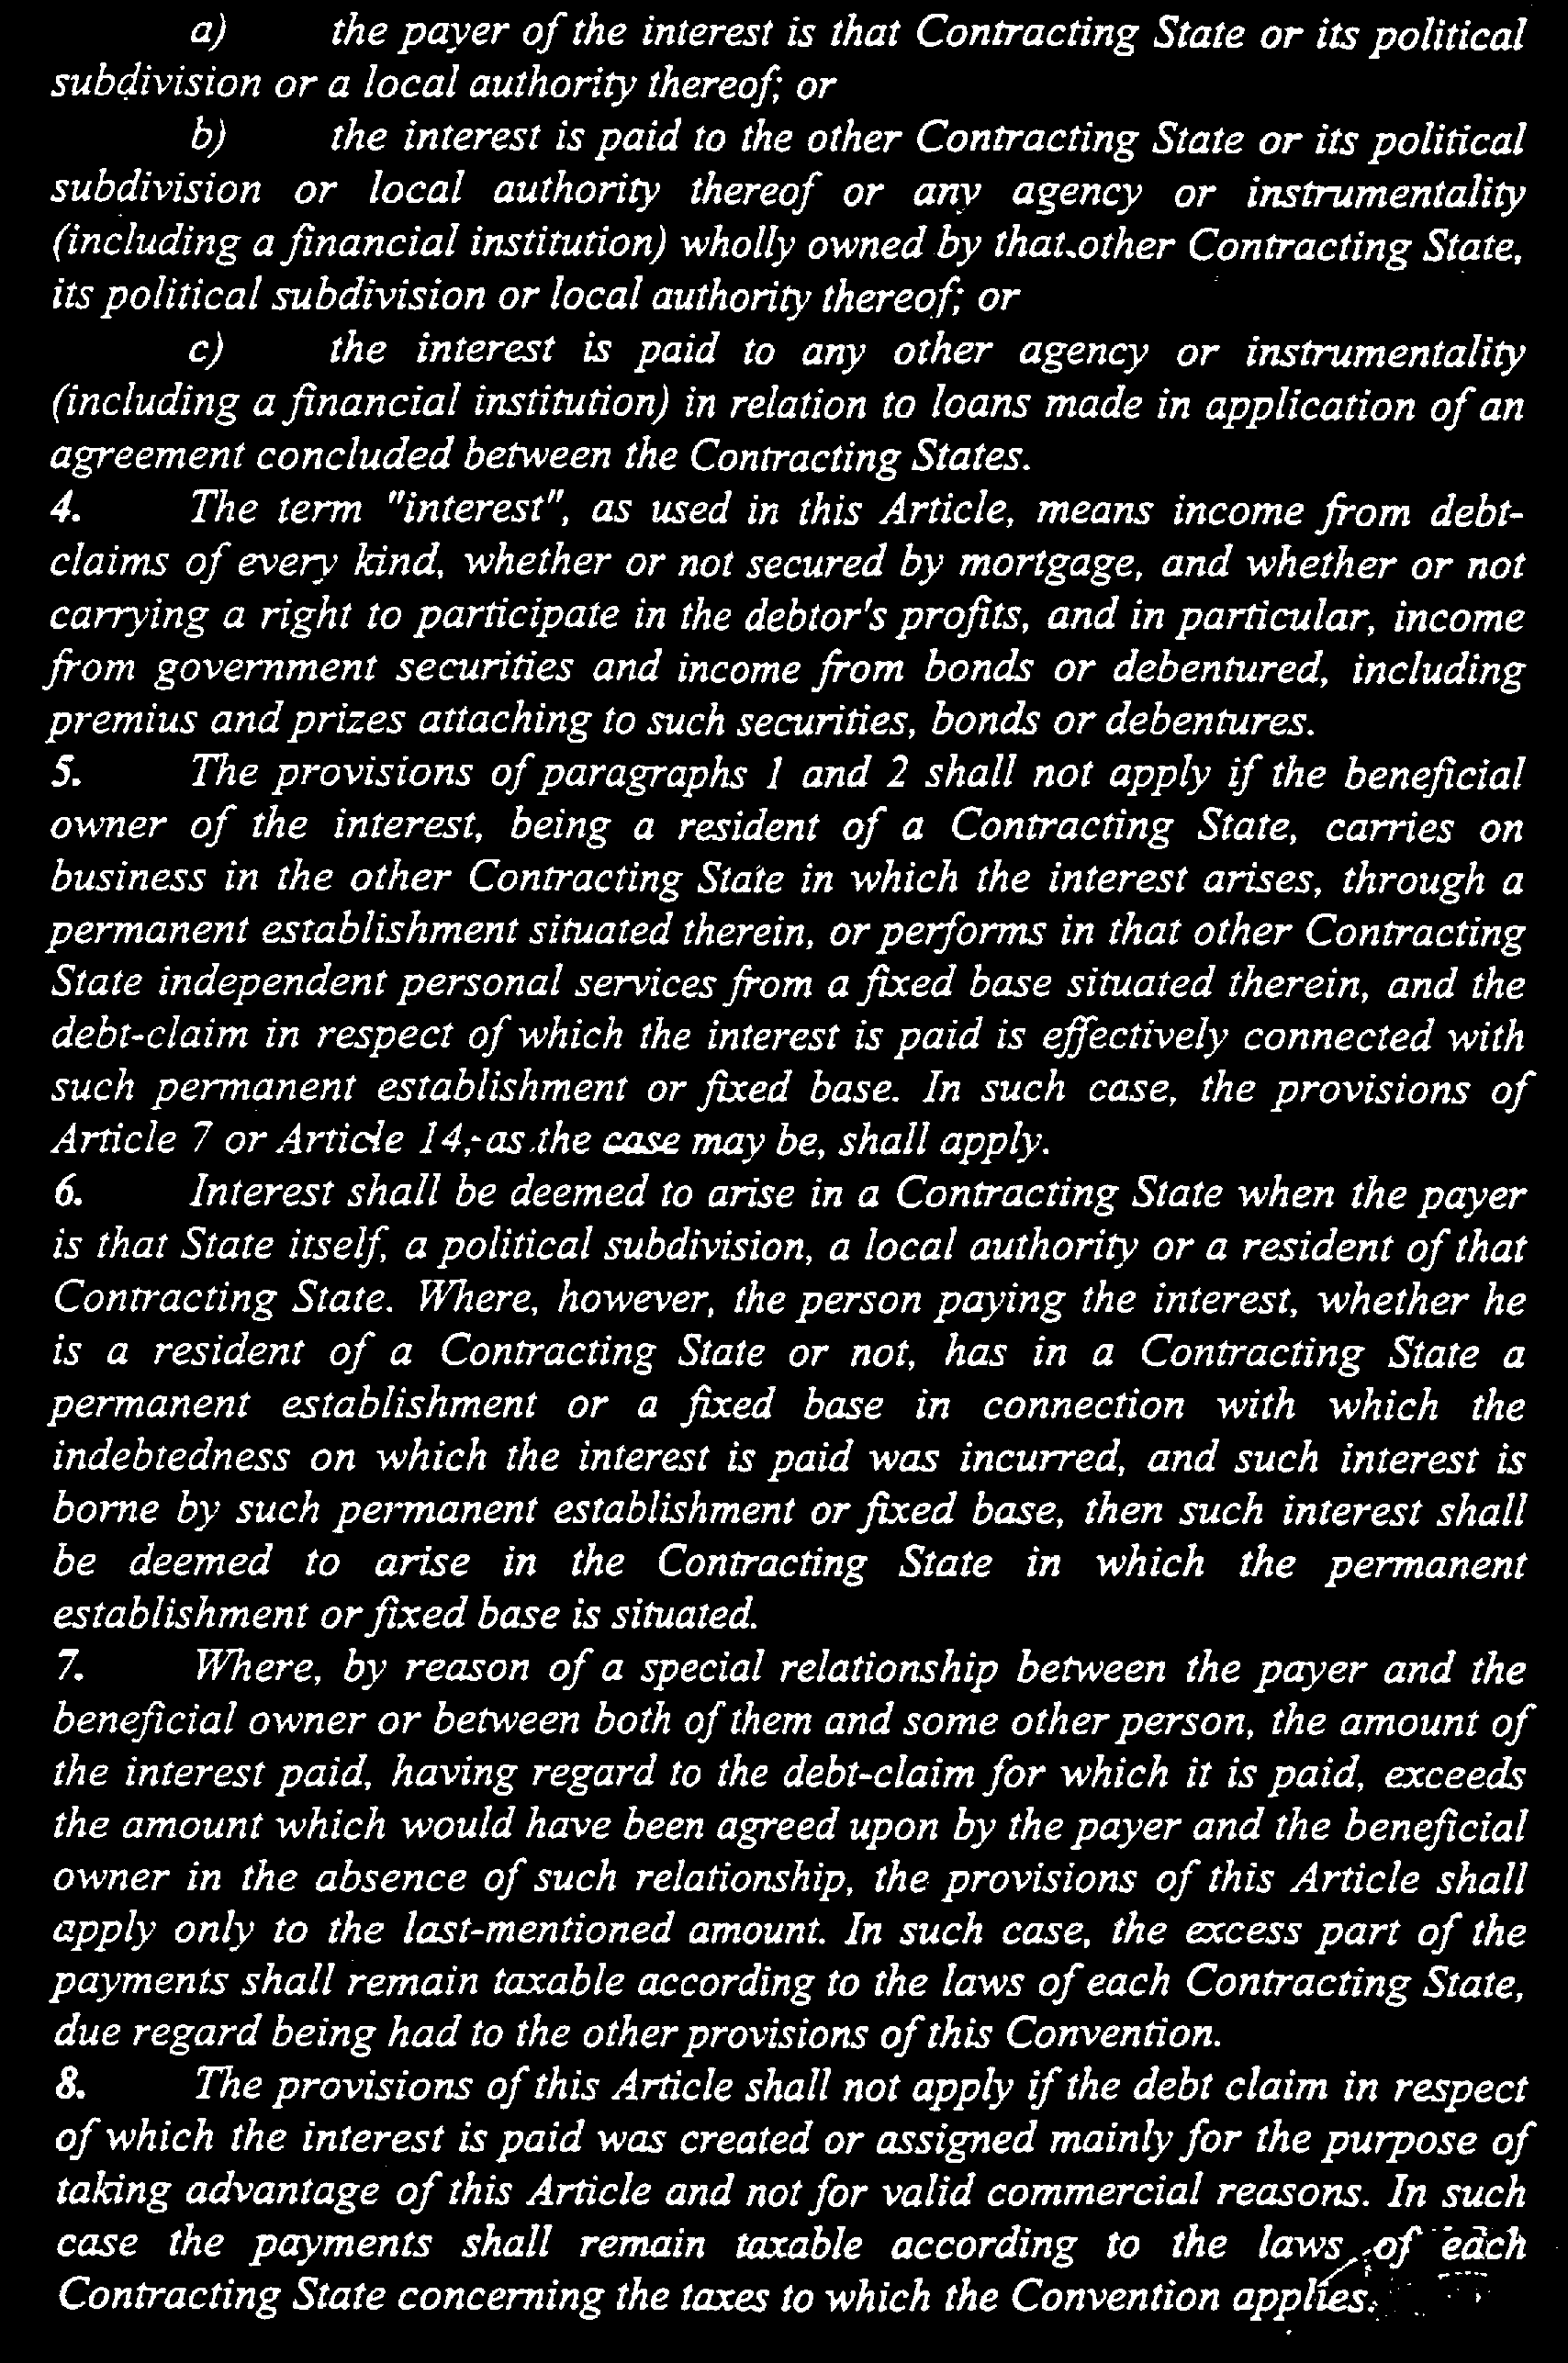 a) the payer of the interest is that Contracting State or its political
subdivision or a local authority thereof; or
b) the interest is paid to the other Contracting State or its political
subdivision or local authority thereof or any agency or instrumentality
(including a financial institution) wholly owned by that other Contracting State,
its political subdivision or local authority thereof; or
c) the interest is paid to any other agency or instrumentality
(including a financial institution) in relation to loans made in application of an
agreement concluded between the Contracting States.
4. The term "interest", as used in this Article, means income from debt-
claims of every kind, whether or not secured by mortgage, and whether or not
carrying a right to participate in the debtor's profits, and in particular, income
from government securities and income from bonds or debentured, including
premius and prizes attaching to such securities, bonds or debentures.
5. The provisions of paragraphs 1 and 2 shall not apply if the beneficial
owner of the interest, being a resident of a Contracting State, carries on
business in the other Contracting State in which the interest arises, through a
permanent establishment situated therein, or performs in that other Contracting
State independent personal services from a fixed base situated therein, and the
debt-claim in respect of which the interest is paid is effectively connected with
such permanent establishment or fixed base. In such case, the provisions of
Article 7 or Article 14, as the case may be, shall apply.
6. Interest shall be deemed to arise in a Contracting State when the payer
is that State itself, a political subdivision, a local authority or a resident of that
Contracting State. Where, however, the person paying the interest, whether he
is a resident of a Contracting State or not, has in a Contracting State a
permanent establishment or a fixed base in connection with which the
indebtedness on which the interest is paid was incurred, and such interest is
borne by such permanent establishment or fixed base, then such interest shall
be deemed to arise in the Contracting State in which the permanent
establishment or fixed base is situated.
7. Where, by reason of a special relationship between the payer and the
beneficial owner or between both of them and some other person, the amount of
the interest paid, having regard to the debt-claim for which it is paid, exceeds
the amount which would have been agreed upon by the payer and the beneficial
owner in the absence of such relationship, the provisions of this Article shall
apply only to the last-mentioned amount. In such case, the excess part of the
payments shall remain taxable according to the laws of each Contracting State,
due regard being had to the other provisions of this Convention.
8. The provisions of this Article shall not apply if the debt claim in respect
of which the interest is paid was created or assigned mainly for the purpose of
taking advantage of this Article and not for valid commercial reasons. In such
case the payments shall remain taxable according to the laws of each
Contracting State concerning the taxes to which the Convention applies.